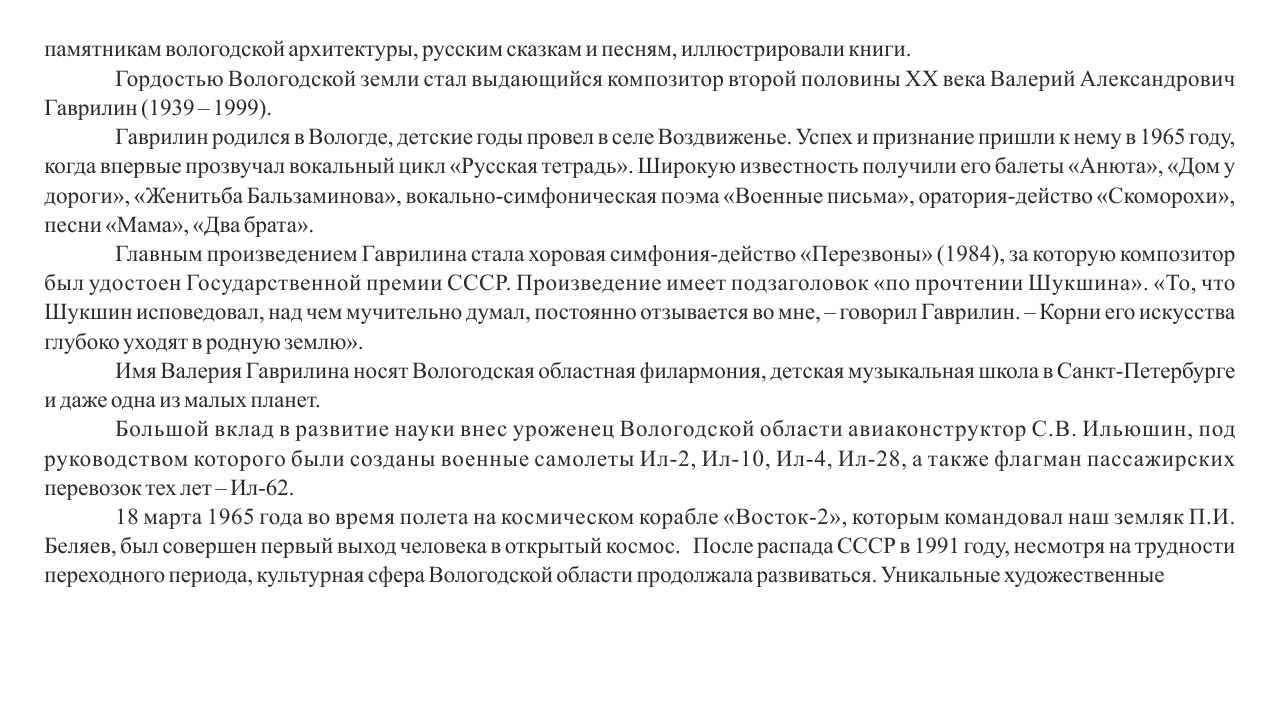 памятникам вологодской архитектуры, русским сказкам и песням, иллюстрировали книги.
Гордостью Вологодской земли стал выдающийся композитор второй половины XX века Валерий Александрович
Гаврилин (1939 – 1999).
Гаврилин родился в Вологде, детские годы провел в селе Воздвиженье. Успех и признание пришли к нему в 1965 году,
когда впервые прозвучал вокальный цикл «Русская тетрадь». Широкую известность получили его балеты «Анюта», «Дом у
дороги», «Женитьба Бальзаминова», вокально-симфоническая поэма «Военные письма», оратория-действо «Скоморохи»,
песни «Мама», «Два брата».
Главным произведением Гаврилина стала хоровая симфония-действо «Перезвоны» (1984), за которую композитор
был удостоен Государственной премии СССР. Произведение имеет подзаголовок «по прочтении Шукшина». «То, что
Шукшин исповедовал, над чем мучительно думал, постоянно отзывается во мне, – говорил Гаврилин. – Корни его искусства
глубоко уходят в родную землю».
Имя Валерия Гаврилина носят Вологодская областная филармония, детская музыкальная школа в Санкт-Петербурге
и даже одна из малых планет.
Большой вклад в развитие науки внес уроженец Вологодской области авиаконструктор С.В. Ильюшин, под
руководством которого были созданы военные самолеты Ил-2, Ил-10, Ил-4, Ил-28, а также флагман пассажирских
перевозок тех лет – Ил-62.
18 марта 1965 года во время полета на космическом корабле «Восток-2», которым командовал наш земляк П.И.
Беляев, был совершен первый выход человека в открытый космос. После распада СССР в 1991 году, несмотря на трудности
переходного периода, культурная сфера Вологодской области продолжала развиваться. Уникальные художественные